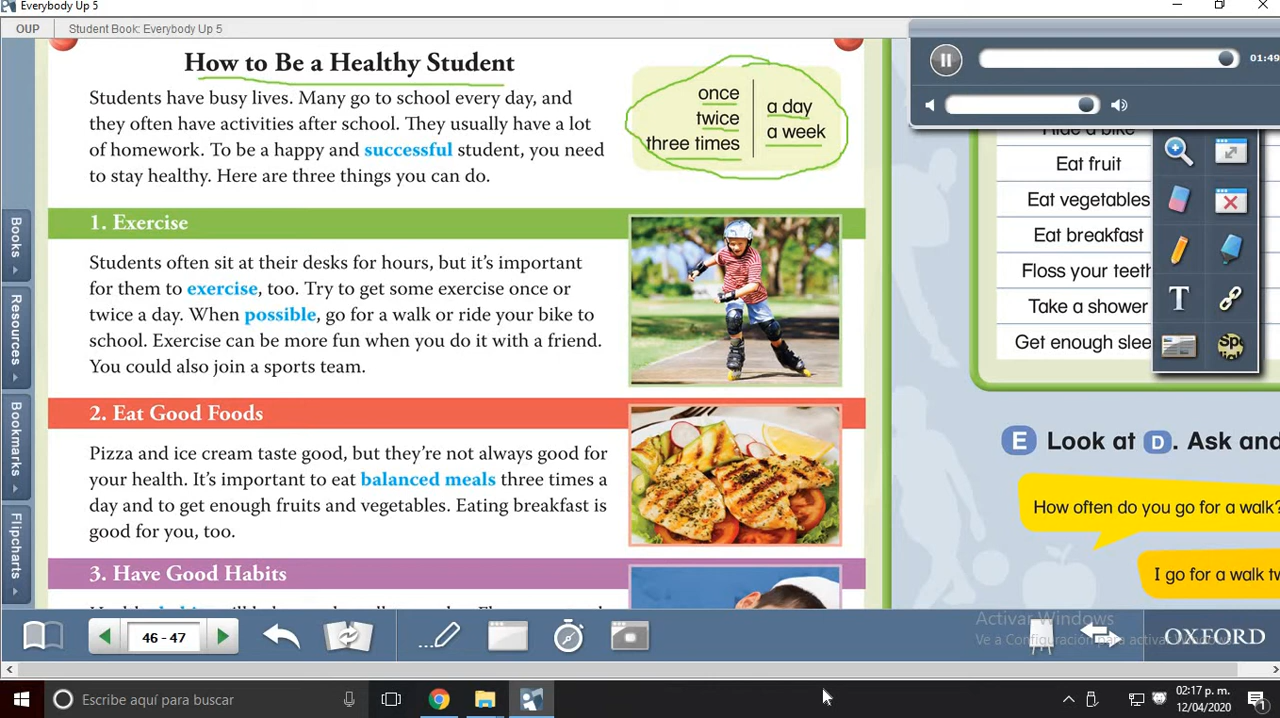 Everybody Up 5
OUP
Student Book: Everybody Up 5
How to Be a Healthy Student
Students have busy lives. Many go to school every day, and
they often have activities after school. They usually have a lot
of homework. To be a happy and successful student, you need
to stay healthy. Here are three things you can do.
once
twice
three times
a day
a week
1. Exercise
Students often sit at their desks for hours, but it's important
for them to exercise, too. Try to get some exercise once or
twice a day. When possible, go for a walk or ride your bike to
school. Exercise can be more fun when you do it with a friend.
You could also join a sports team.
2. Eat Good Foods
Pizza and ice cream taste good, but they're not always good for
your health. It's important to eat balanced meals three times a
day and to get enough fruits and vegetables. Eating breakfast is
good for you, too.
3. Have Good Habits
Books
Resources
Bookmarks
Flipcharts
01:49
Ride a bike
Eat fruit
Eat vegetables
Eat breakfast
Floss your teeth
Take a shower
Get enough slee
T
Sp
E Look at D. Ask and
How often do you go for a walk?
I go for a walk tw
46 - 47
Activar Windows
Ve a Configuración para activar Windows.
OXFORD
Escribe aquí para buscar
02:17 p. m.
12/04/2020
1